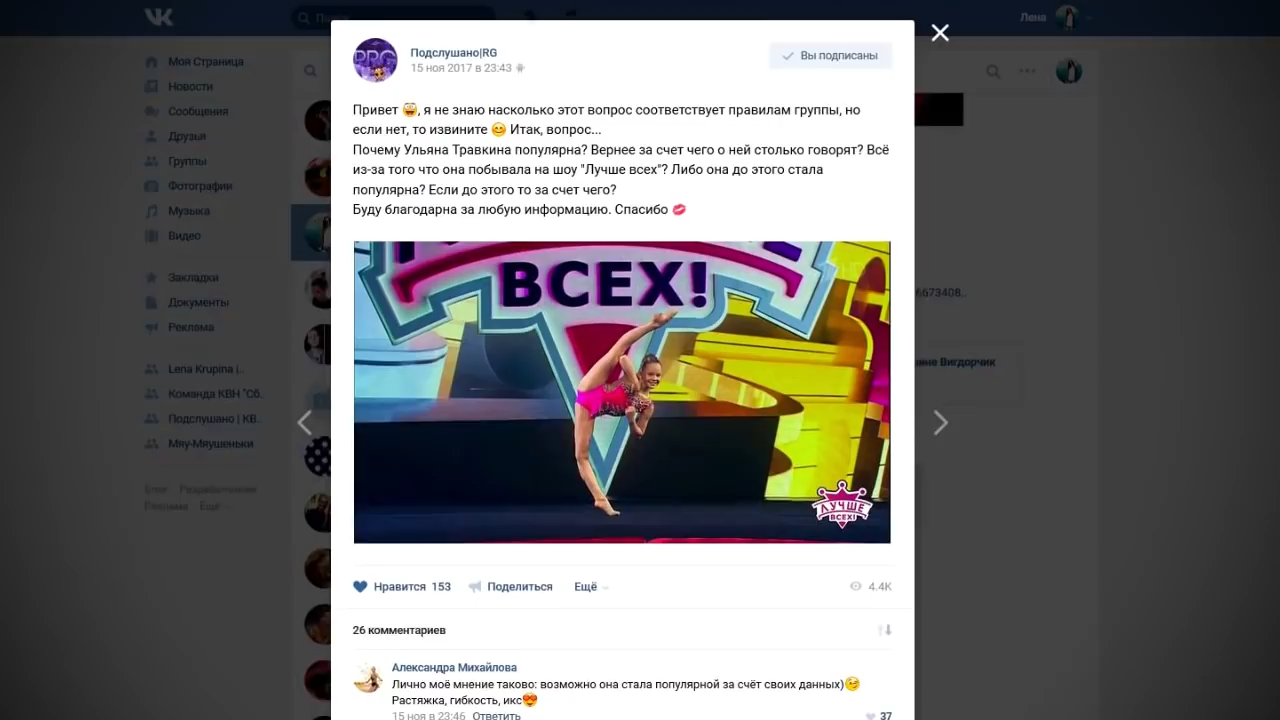 Поиск
Лена
Моя Страница
Новости
Сообщения
Друзья
Группы
Фотографии
Музыка
Видео
Закладки
Документы
Реклама
Lena Krupina |.
Команда КВН "Сб.
Подслушано | КВ.
Мяу-Мяушеньки
Блог Разработчикам
Реклама Ещё
Подслушано|RG
15 ноя 2017 в 23:43
Вы подписаны
Привет 😀, я не знаю насколько этот вопрос соответствует правилам группы, но
если нет, то извините 😊 Итак, вопрос...
Почему Ульяна Травкина популярна? Вернее за счет чего о ней столько говорят? Всё
из-за того что она побывала на шоу "Лучше всех"? Либо она до этого стала
популярна? Если до этого то за счет чего?
Буду благодарна за любую информацию. Спасибо 💋
ВСЕХ!
ЛУЧШЕ
ВСЕХ!
Нравится 153 Поделиться Ещё 4.4K
26 комментариев
Александра Михайлова
Лично моё мнение таково: возможно она стала популярной за счёт своих данных)😉
Растяжка, гибкость, икс😍
15 ноя в 23:46 Ответить 37
6673408..
Вигдорчик